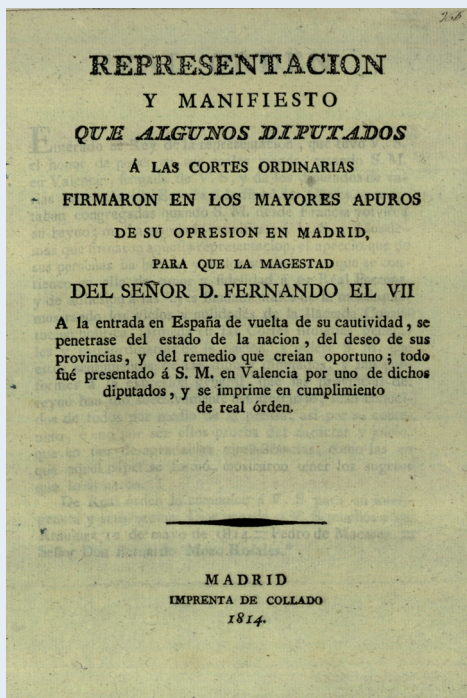 REPRESENTACION
Y MANIFIESTO
QUE ALGUNOS DIPUTADOS
Á LAS CORTES ORDINARIAS
FIRMARON EN LOS MAYORES APUROS
DE SU OPRESION EN MADRID,
PARA QUE LA MAGESTAD
DEL SEÑOR D. FERNANDO EL VII
A la entrada en España de vuelta de su cautividad, se
penetrase del estado de la nacion, del deseo de sus
provincias, y del remedio que creian oportuno; todo
fué presentado á S. M. en Valencia por uno de dichos
diputados, y se imprime en cumplimiento
de real órden.
MADRID
IMPRENTA DE COLLADO
1814.